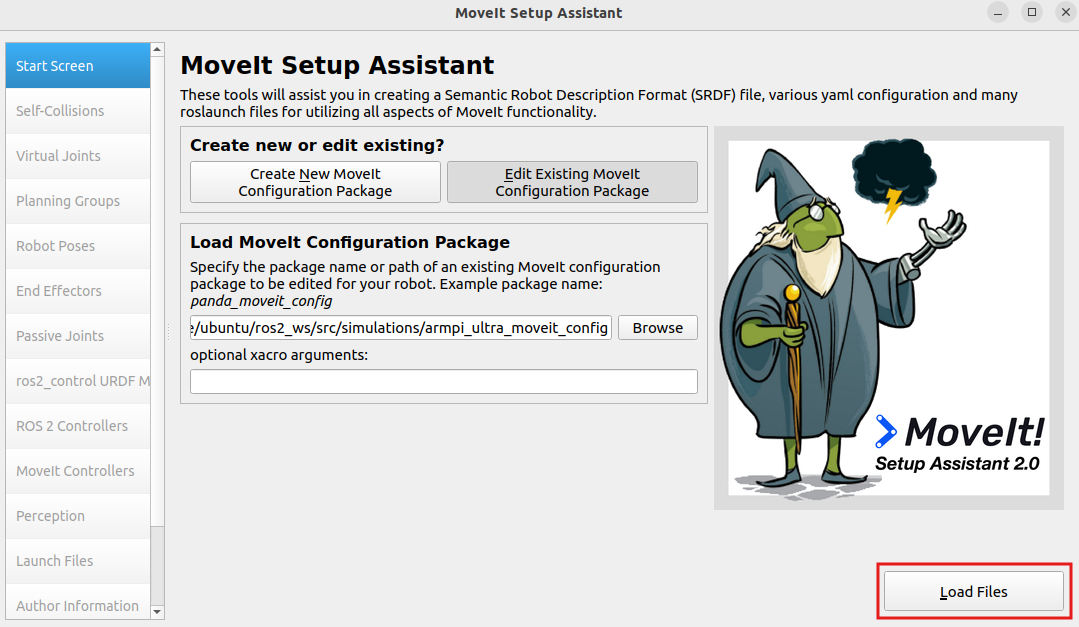 MoveIt Setup Assistant
Start Screen
Self-Collisions
Virtual Joints
Planning Groups
Robot Poses
End Effectors
Passive Joints
ros2_control URDF M
ROS 2 Controllers
MoveIt Controllers
Perception
Launch Files
Author Information
MoveIt Setup Assistant
These tools will assist you in creating a Semantic Robot Description Format (SRDF) file, various yaml configuration and many
roslaunch files for utilizing all aspects of MoveIt functionality.
Create new or edit existing?
Create New MoveIt
Configuration Package
Edit Existing MoveIt
Configuration Package
Load MoveIt Configuration Package
Specify the package name or path of an existing MoveIt configuration
package to be edited for your robot. Example package name:
panda_moveit_config
e/ubuntu/ros2_ws/src/simulations/armpi_ultra_moveit_config
Browse
optional xacro arguments:
MoveIt!
Setup Assistant 2.0
Load Files